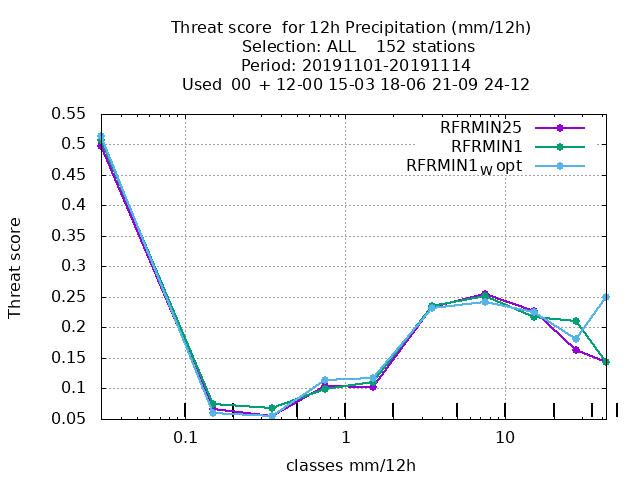 Threat score  for 12h Precipitation (mm/12h)
Selection: ALL    152 stations
Period: 20191101-20191114
Used  00 + 12-00 15-03 18-06 21-09 24-12
RFRMIN25
RFRMIN1
RFRMIN1W opt
0.55
0.5
0.45
0.4
0.35
0.3
0.25
0.2
0.15
0.1
0.05
Threat score
0.1
1
10
classes mm/12h